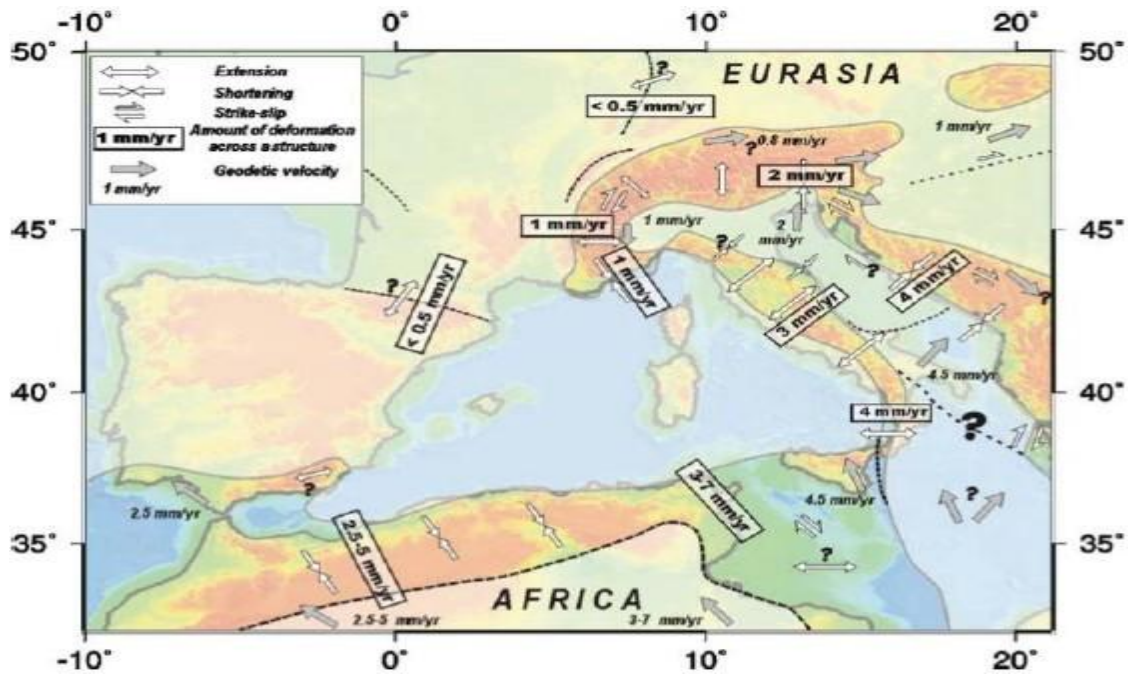 -10° 0° 10° 20°
50° 50°
Extension
Shortening
Strike-slip
1 mm/yr Amount of deformation
across a structure
Geodetic velocity
1 mm/yr
EURASIA
?
< 0.5 mm/yr
1 mm/yr
? 0.8 mm/yr
2 mm/yr
45° 45°
1 mm/yr
1 mm/yr
2
mm/yr
?
?
1 mm/yr
4 mm/yr
?
?
< 0.5 mm/yr
3 mm/yr
4.5 mm/yr
40° 40°
4 mm/yr
?
?
2.5 mm/yr
3-7 mm/yr
4.5 mm/yr
?
35° 35°
2.5-5 mm/yr
?
AFRICA
2.5-5 mm/yr
3-7 mm/yr
-10° 0° 10° 20°